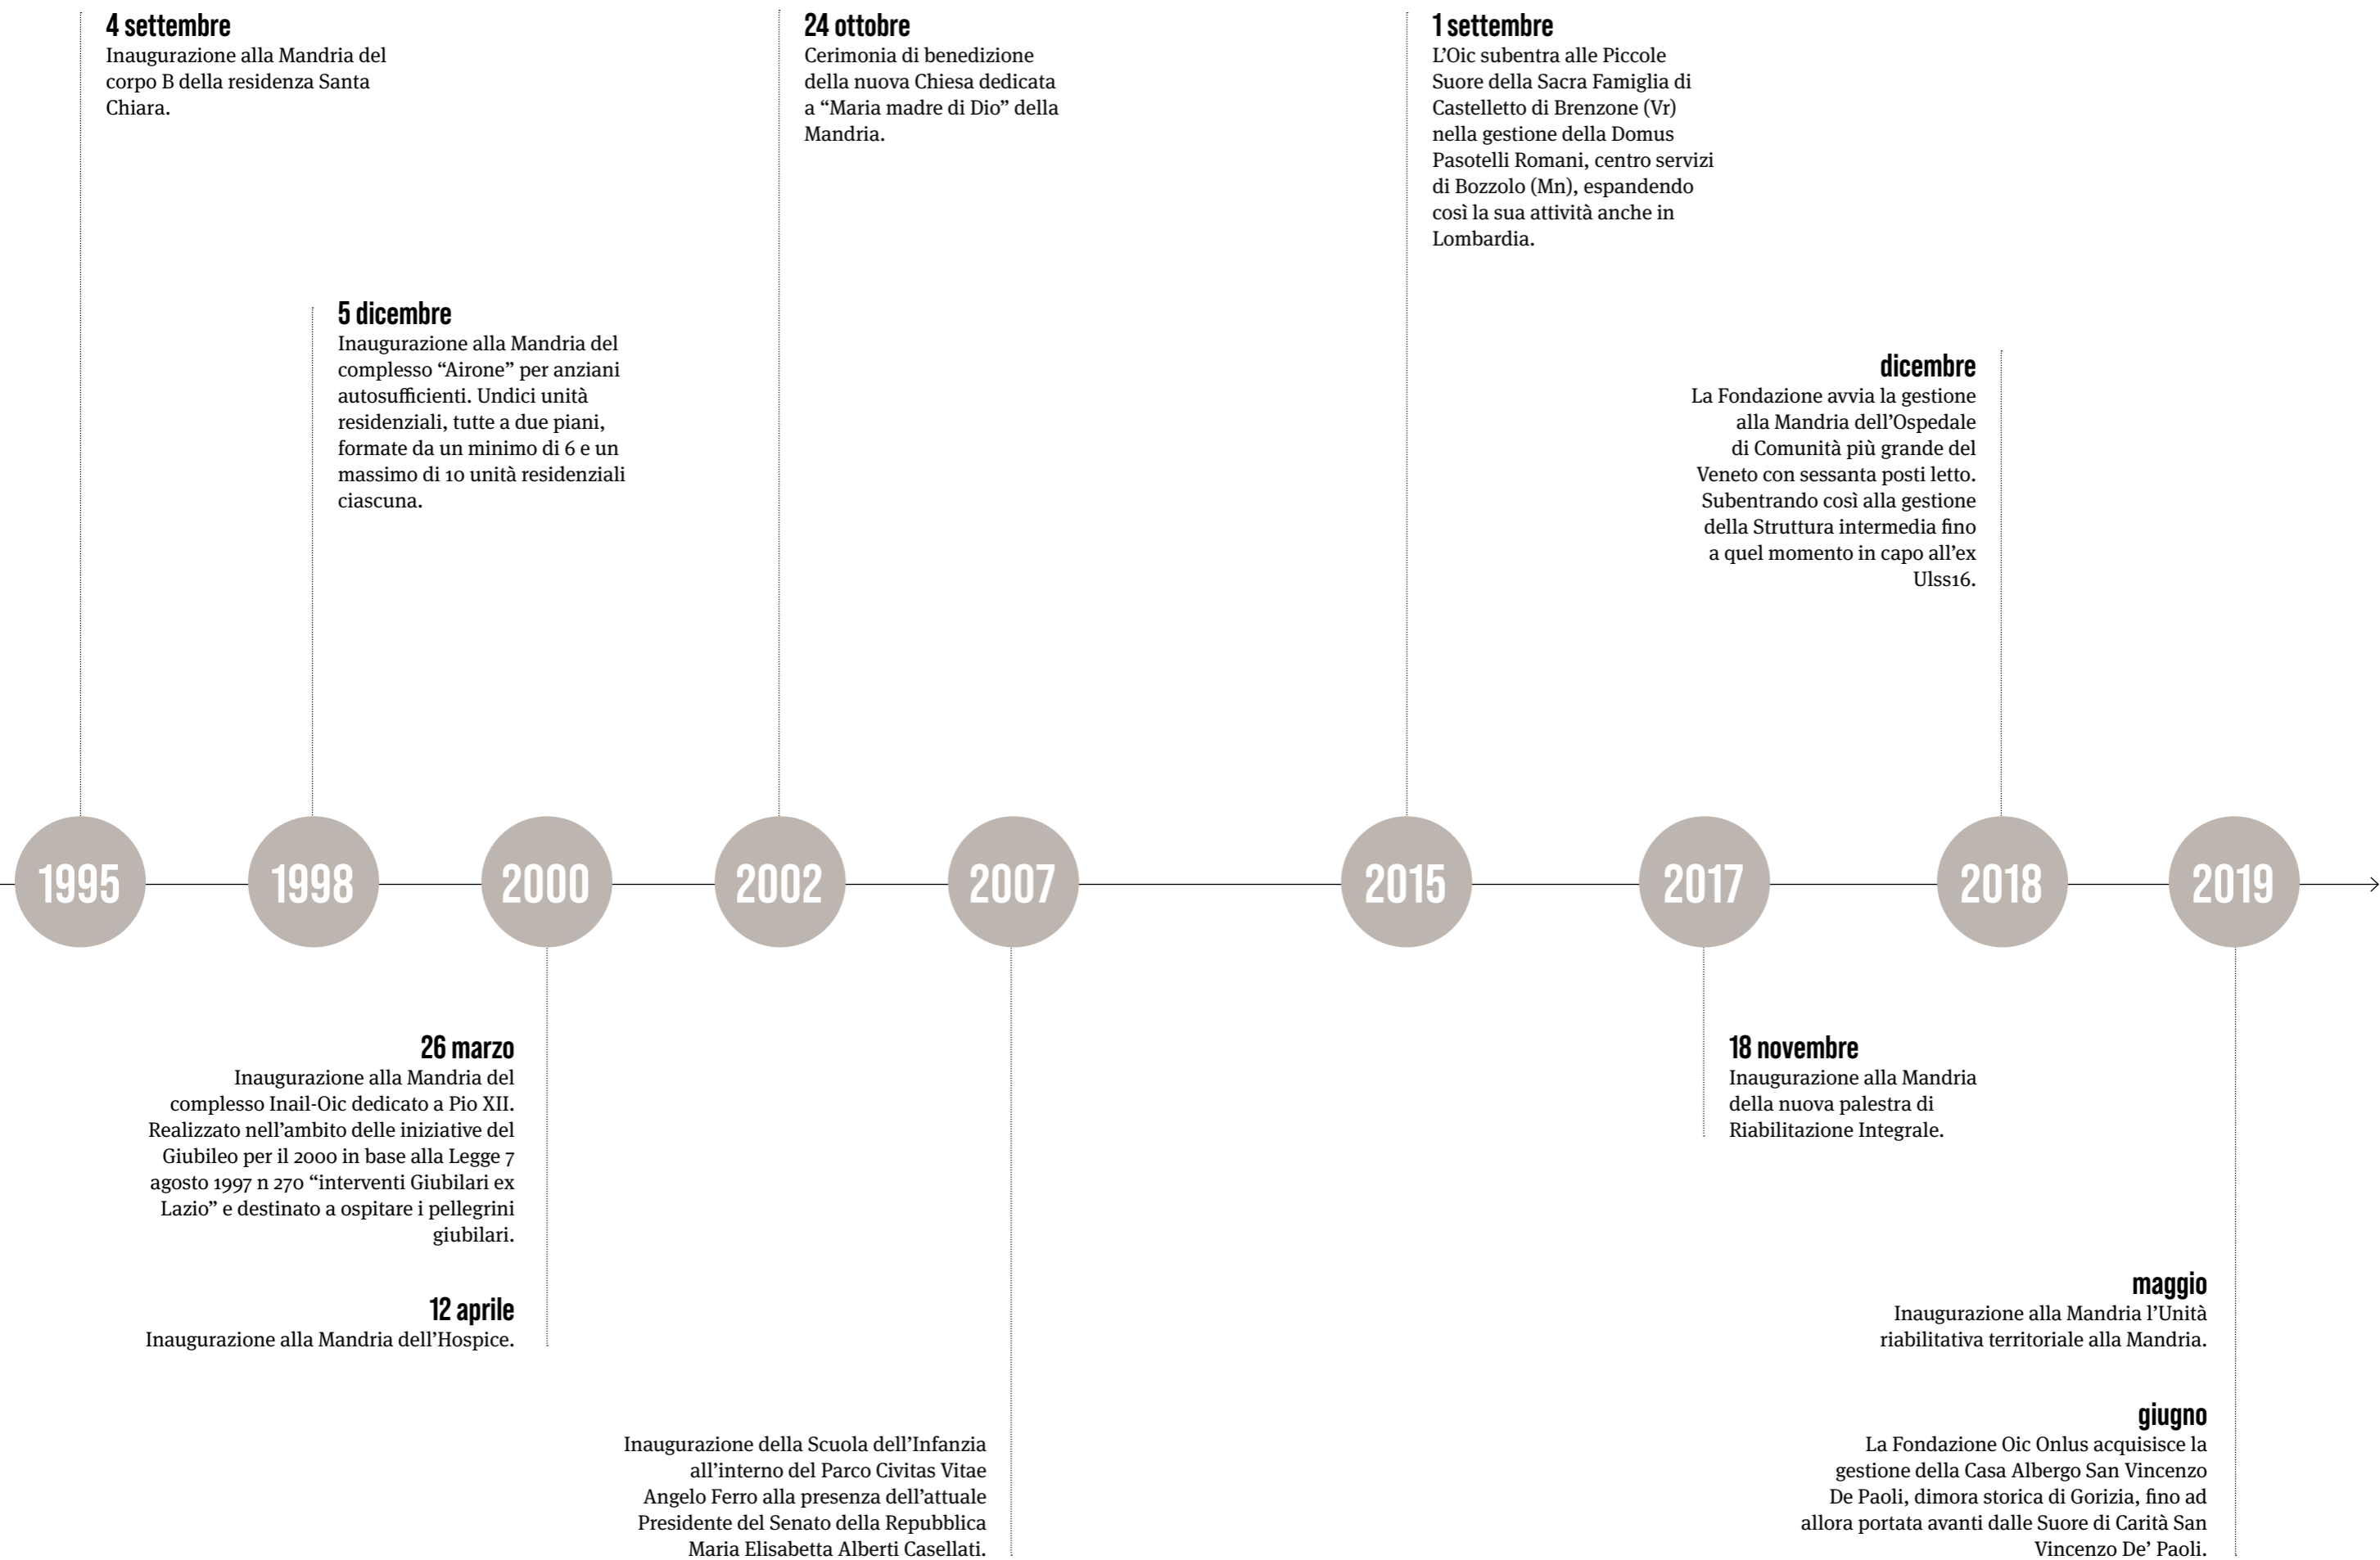 4 settembre
Inaugurazione alla Mandria del
corpo B della residenza Santa
Chiara.
24 ottobre
Cerimonia di benedizione
della nuova Chiesa dedicata
a “Maria madre di Dio” della
Mandria.
1 settembre
L’Oic subentra alle Piccole
Suore della Sacra Famiglia di
Castelletto di Brenzone (Vr)
nella gestione della Domus
Pasotelli Romani, centro servizi
di Bozzolo (Mn), espandendo
così la sua attività anche in
Lombardia.
5 dicembre
Inaugurazione alla Mandria del
complesso “Airone” per anziani
autosufficienti. Undici unità
residenziali, tutte a due piani,
formate da un minimo di 6 e un
massimo di 10 unità residenziali
ciascuna.
dicembre
La Fondazione avvia la gestione
alla Mandria dell’Ospedale
di Comunità più grande del
Veneto con sessanta posti letto.
Subentrando così alla gestione
della Struttura intermedia fino
a quel momento in capo all’ex
Ulss16.
1995
1998
2000
2002
2007
2015
2017
2018
2019
26 marzo
Inaugurazione alla Mandria del
complesso Inail-Oic dedicato a Pio XII.
Realizzato nell’ambito delle iniziative del
Giubileo per il 2000 in base alla Legge 7
agosto 1997 n 270 “interventi Giubilari ex
Lazio” e destinato a ospitare i pellegrini
giubilari.
12 aprile
Inaugurazione alla Mandria dell’Hospice.
Inaugurazione della Scuola dell’Infanzia
all’interno del Parco Civitas Vitae
Angelo Ferro alla presenza dell’attuale
Presidente del Senato della Repubblica
Maria Elisabetta Alberti Casellati.
18 novembre
Inaugurazione alla Mandria
della nuova palestra di
Riabilitazione Integrale.
maggio
Inaugurazione alla Mandria l’Unità
riabilitativa territoriale alla Mandria.
giugno
La Fondazione Oic Onlus acquisisce la
gestione della Casa Albergo San Vincenzo
De Paoli, dimora storica di Gorizia, fino ad
allora portata avanti dalle Suore di Carità San
Vincenzo De’ Paoli.